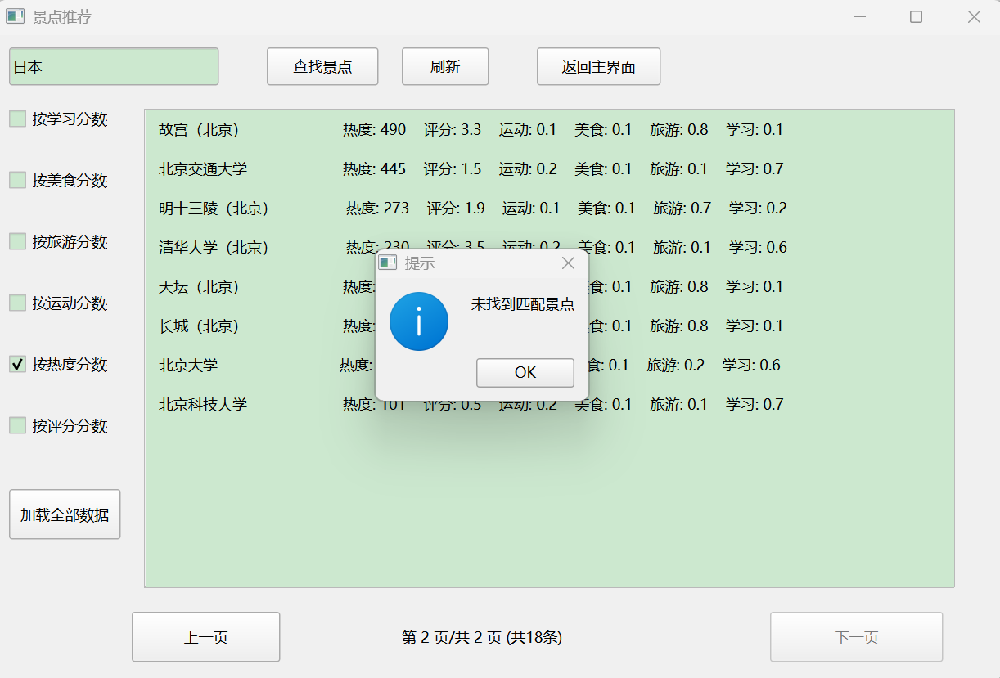 景点推荐
日本 查找景点 刷新 返回主界面
按学习分数
按美食分数
按旅游分数
按运动分数
按热度分数
按评分分数
加载全部数据
故宫（北京） 热度: 490 评分: 3.3 运动: 0.1 美食: 0.1 旅游: 0.8 学习: 0.1
北京交通大学 热度: 445 评分: 1.5 运动: 0.2 美食: 0.1 旅游: 0.1 学习: 0.7
明十三陵（北京） 热度: 273 评分: 1.9 运动: 0.1 美食: 0.1 旅游: 0.7 学习: 0.2
清华大学（北京） 热度: 230 评分: 3.5 运动: 0.2 美食: 0.1 旅游: 0.1 学习: 0.6
天坛（北京） 热度: 食: 0.1 旅游: 0.8 学习: 0.1
长城（北京） 热度: 食: 0.1 旅游: 0.8 学习: 0.1
北京大学 热度: 食: 0.1 旅游: 0.2 学习: 0.6
北京科技大学 热度: 101 评分: 0.5 运动: 0.2 美食: 0.1 旅游: 0.1 学习: 0.7
提示
未找到匹配景点
OK
上一页 第 2 页/共 2 页 (共18条) 下一页